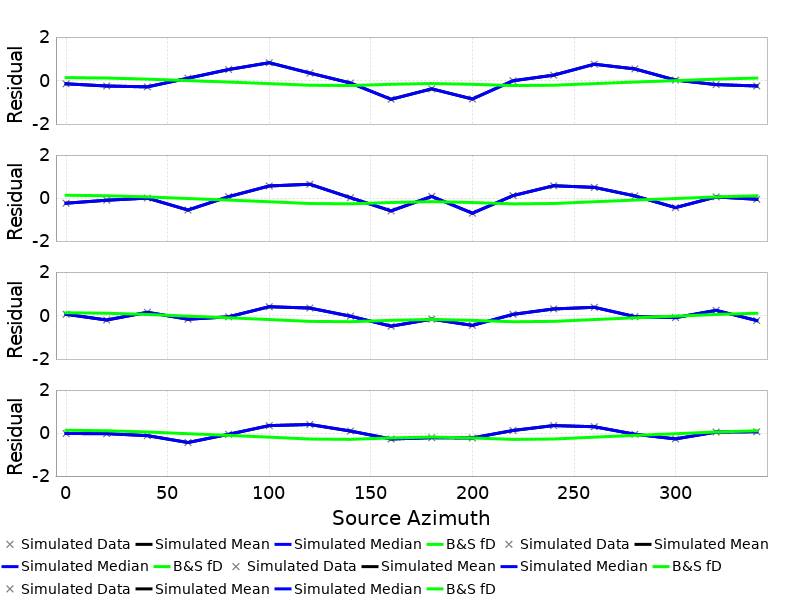 2
0
-2
Residual
2
0
-2
Residual
2
0
-2
Residual
2
0
-2
Residual
0 50 100 150 200 250 300
Source Azimuth
× Simulated Data Simulated Mean Simulated Median B&S fD × Simulated Data Simulated Mean
Simulated Median B&S fD × Simulated Data Simulated Mean Simulated Median B&S fD
× Simulated Data Simulated Mean Simulated Median B&S fD